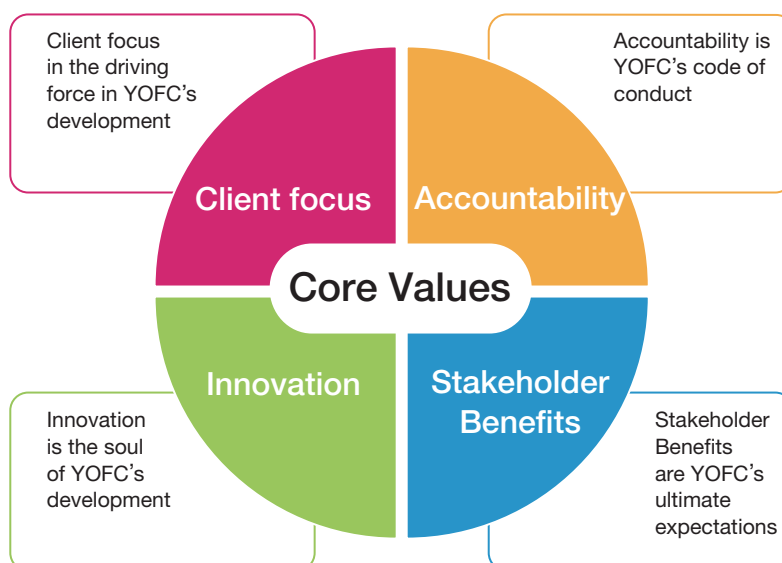 Client focus
in the driving
force in YOFC's
development
Accountability is
YOFC's code of
conduct
Client focus
Accountability
Core Values
Innovation
Stakeholder
Benefits
Innovation
is the soul
of YOFC's
development
Stakeholder
Benefits
are YOFC's
ultimate
expectations